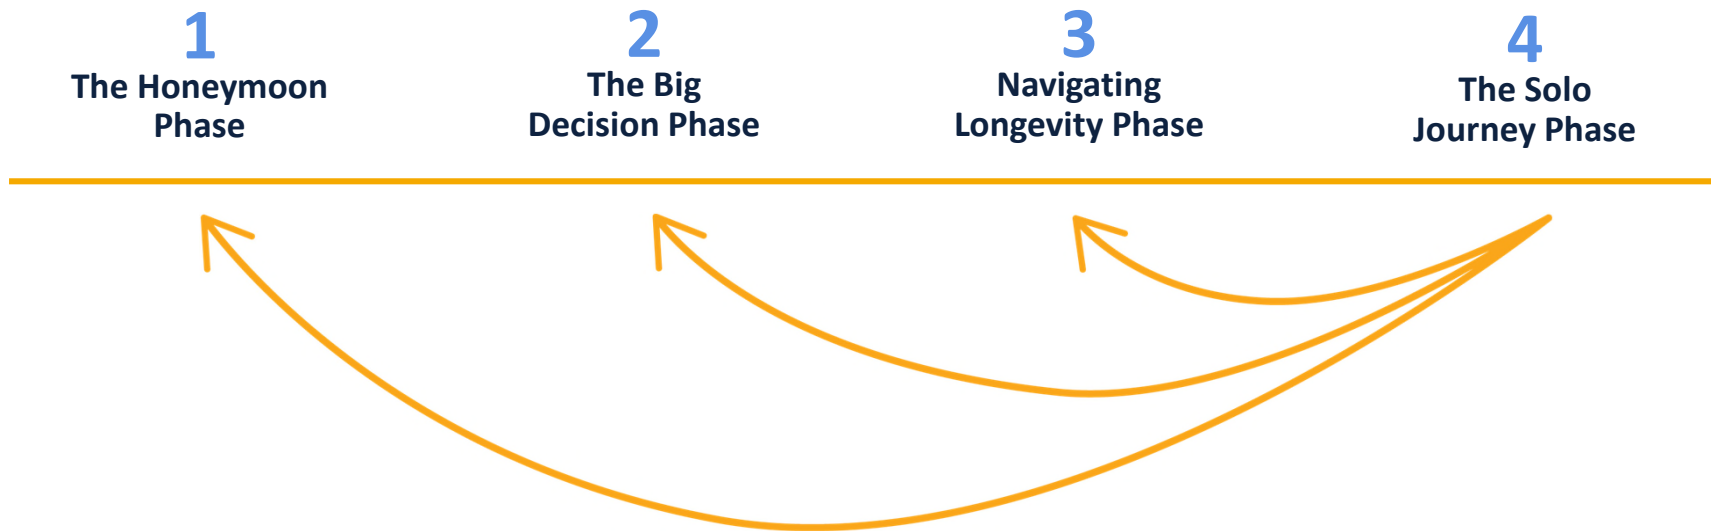 1
The Honeymoon
Phase
2
The Big
Decision Phase
3
Navigating
Longevity Phase
4
The Solo
Journey Phase